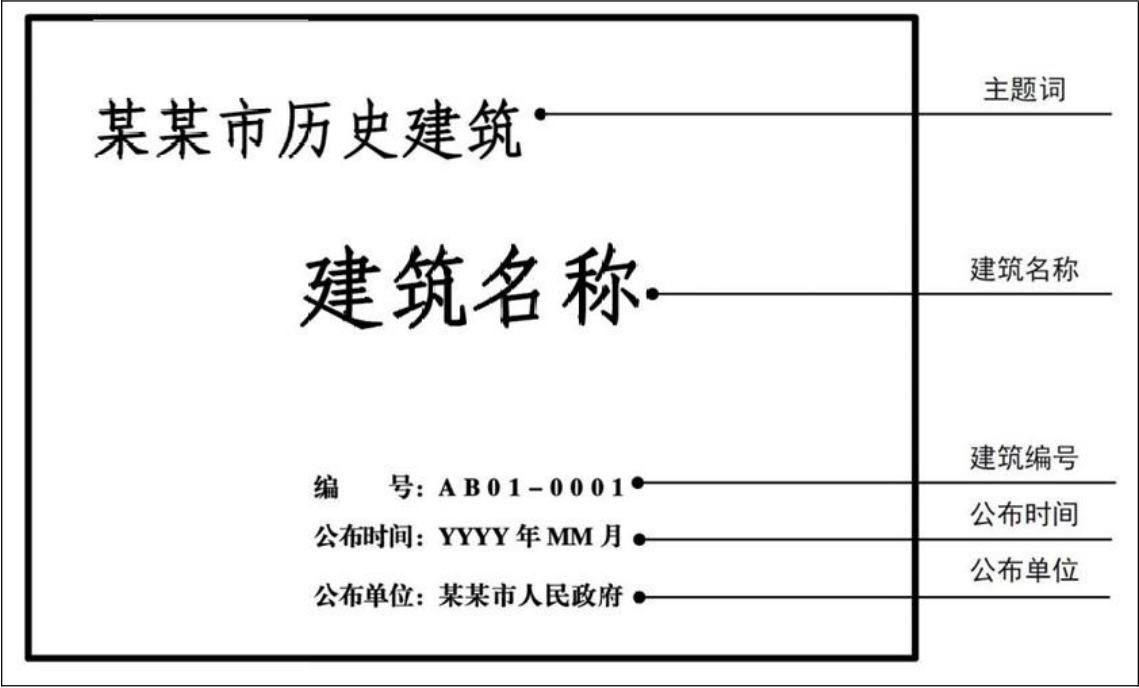 某某市历史建筑
主题词
建筑名称
建筑名称
编 号：AB01-0001
建筑编号
公布时间：YYYY年MM月
公布时间
公布单位：某某市人民政府
公布单位